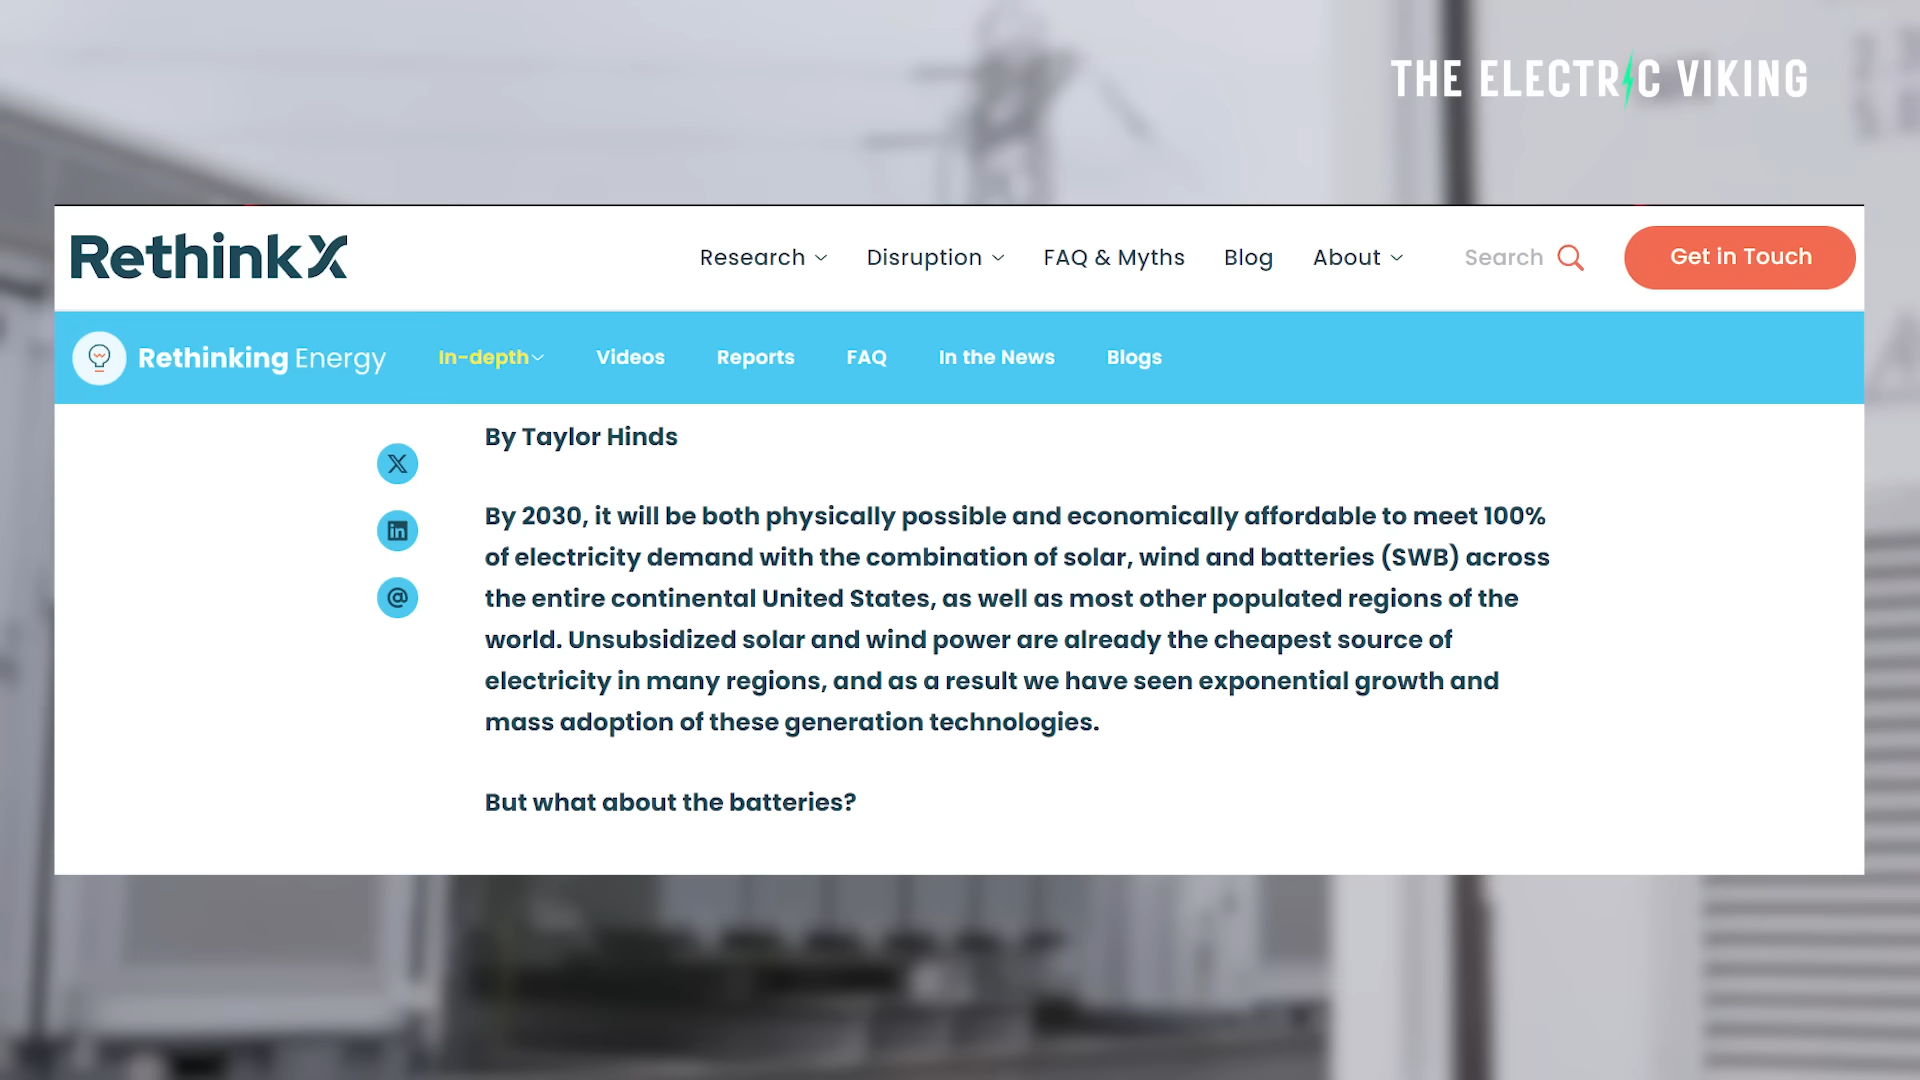 THE ELECTRIC VIKING
RethinkX
Research
Disruption
FAQ & Myths
Blog
About
Search
Get in Touch
Rethinking Energy
In-depth
Videos
Reports
FAQ
In the News
Blogs
By Taylor Hinds
By 2030, it will be both physically possible and economically affordable to meet 100%
of electricity demand with the combination of solar, wind and batteries (SWB) across
the entire continental United States, as well as most other populated regions of the
world. Unsubsidized solar and wind power are already the cheapest source of
electricity in many regions, and as a result we have seen exponential growth and
mass adoption of these generation technologies.
But what about the batteries?